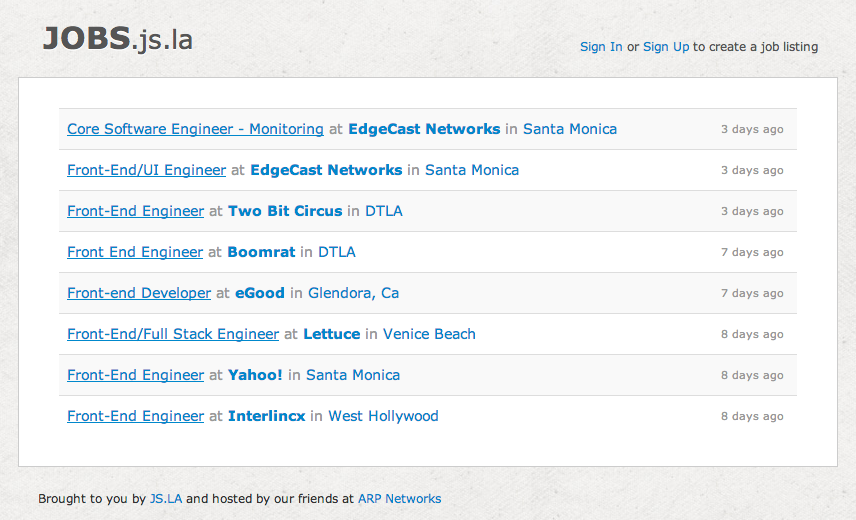 JOBS.js.la
Sign In or Sign Up to create a job listing
Core Software Engineer - Monitoring at EdgeCast Networks in Santa Monica 3 days ago
Front-End/UI Engineer at EdgeCast Networks in Santa Monica 3 days ago
Front-End Engineer at Two Bit Circus in DTLA 3 days ago
Front End Engineer at Boomrat in DTLA 7 days ago
Front-end Developer at eGood in Glendora, Ca 7 days ago
Front-End/Full Stack Engineer at Lettuce in Venice Beach 8 days ago
Front-End Engineer at Yahoo! in Santa Monica 8 days ago
Front-End Engineer at Interlincx in West Hollywood 8 days ago
Brought to you by JS.LA and hosted by our friends at ARP Networks